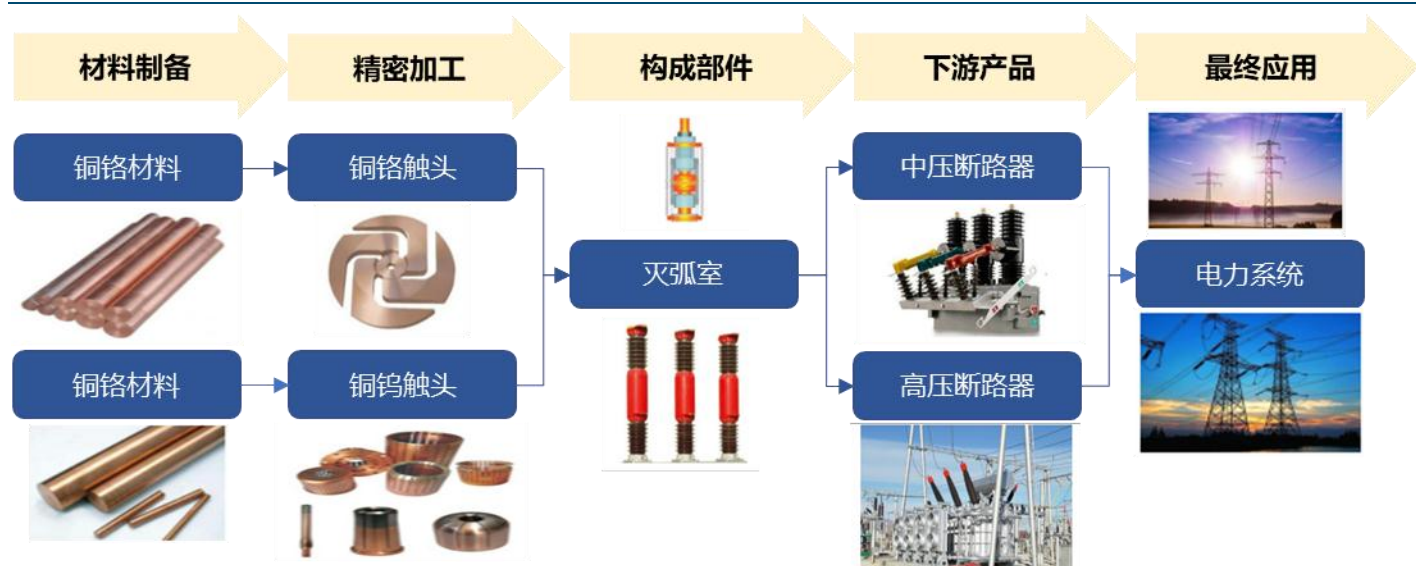 材料制备
精密加工
构成部件
下游产品
最终应用
铜铬材料
铜铬触头
中压断路器
灭弧室
电力系统
铜铬材料
铜钨触头
高压断路器